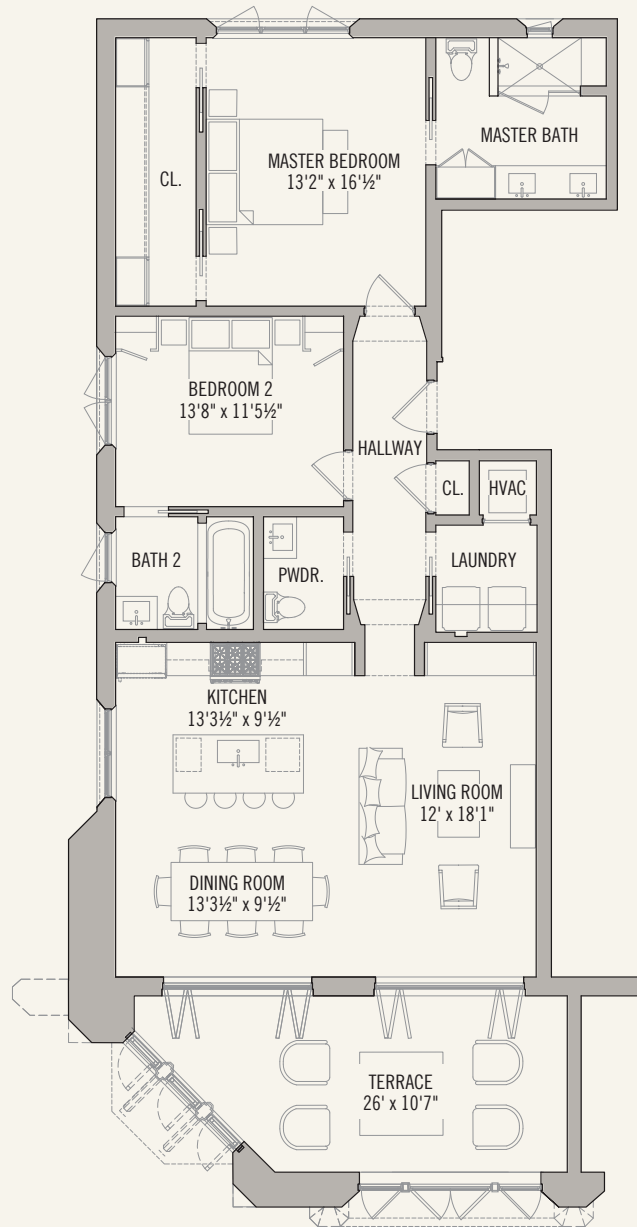 MASTER BATH
MASTER BEDROOM
13'2" x 16'½"
CL.
BEDROOM 2
13'8" x 11'5½"
HALLWAY
CL.
HVAC
BATH 2
PWDR.
LAUNDRY
KITCHEN
13'3½" x 9'½"
LIVING ROOM
12' x 18'1"
DINING ROOM
13'3½" x 9'½"
TERRACE
26' x 10'7"